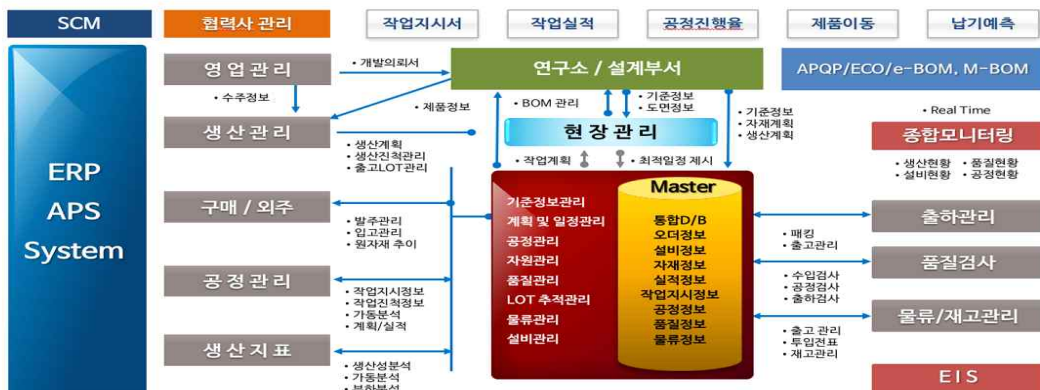 SCM
협력사 관리
작업지시서
작업실적
공정진행율
제품이동
납기예측
ERP
APS
System
영업관리
• 개발의뢰서
연구소 / 설계부서
APQP/ECO/e-BOM, M-BOM
• 수주정보
• 제품정보
• BOM 관리
• 기준정보
• 도면정보
• 기준정보
• 자재계획
• 생산계획
• Real Time
생산관리
현장관리
종합모니터링
• 생산계획
• 생산진척관리
• 출고LOT관리
• 작업계획
• 최적일정 제시
• 생산현황 • 품질현황
• 설비현황 • 공정현황
구매 / 외주
• 발주관리
• 입고관리
• 원자재 추이
기준정보관리
계획 및 일정관리
공정관리
자원관리
품질관리
LOT 추적관리
물류관리
설비관리
Master
통합D/B
오더정보
설비정보
자재정보
실적정보
작업지시정보
공정정보
품질정보
물류정보
출하관리
• 패킹
• 출고관리
공정관리
• 작업지시정보
• 작업진척정보
• 가동분석
• 계획/실적
품질검사
• 수입검사
• 공정검사
• 출하검사
물류/재고관리
• 출고 관리
• 투입전표
• 재고관리
생산지표
• 생산성분석
• 가동분석
• 부하분석
EIS